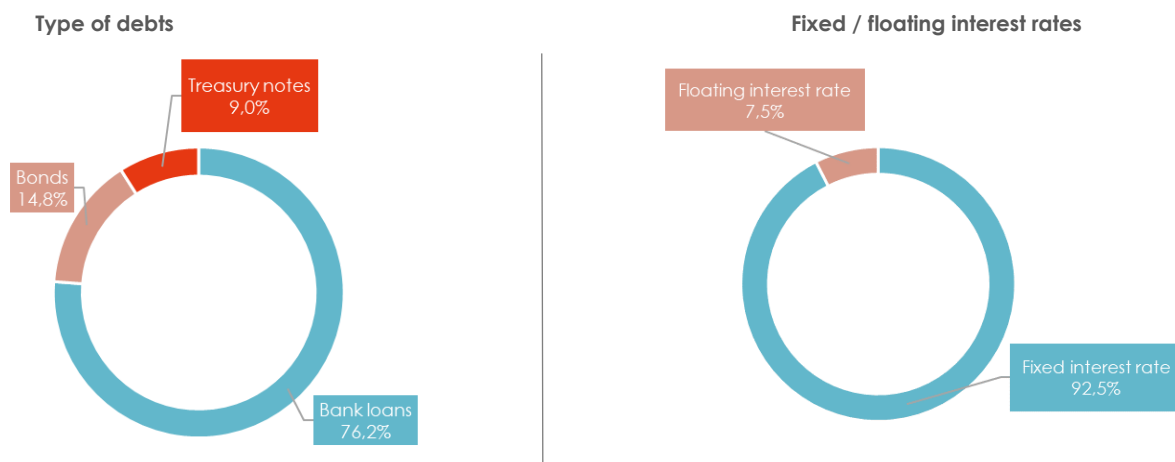 Type of debts
Treasury notes
9,0%
Bonds
14,8%
Bank loans
76,2%
Fixed / floating interest rates
Floating interest rate
7,5%
Fixed interest rate
92,5%